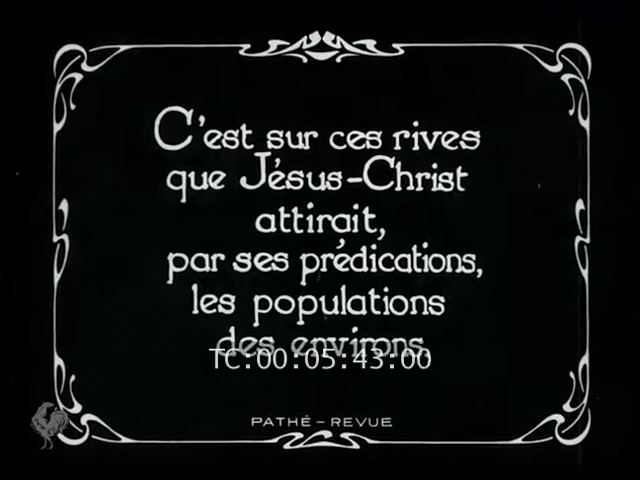 C'est sur ces rives
que Jésus-Christ
attirait,
par ses prédications,
les populations
des environs.
TC:00:05:43:00
PATHÉ-REVUE